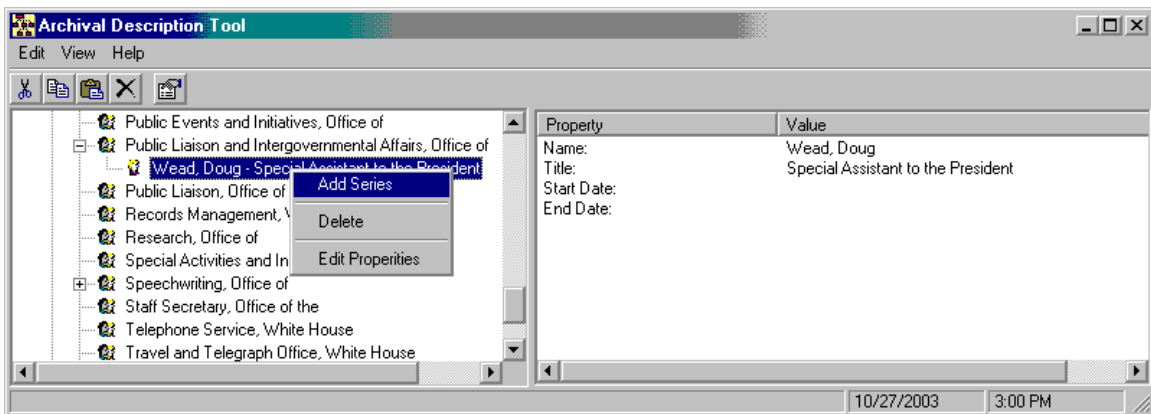 Archival Description Tool
Edit View Help
Public Events and Initiatives, Office of
Public Liaison and Intergovernmental Affairs, Office of
Wead, Doug - Special Assistant to the President
Public Liaison, Office of
Records Management,
Research, Office of
Special Activities and In
Speechwriting, Office of
Staff Secretary, Office of the
Telephone Service, White House
Travel and Telegraph Office, White House
Add Series
Delete
Edit Properities
Property Value
Name: Wead, Doug
Title: Special Assistant to the President
Start Date:
End Date:
10/27/2003 3:00 PM